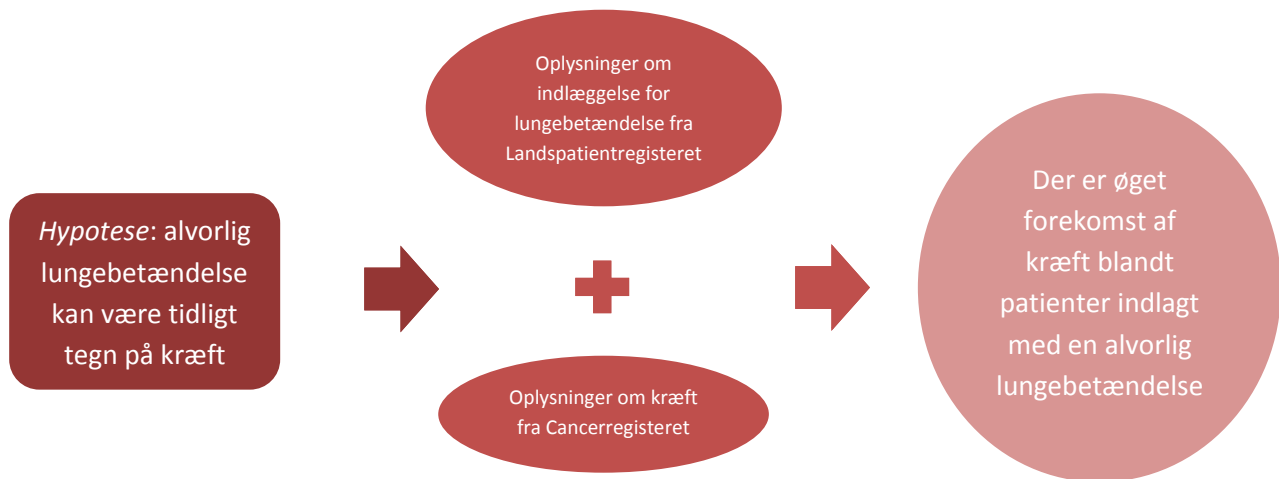 Hypotese: alvorlig
lungebetændelse
kan være tidligt
tegn på kræft
Oplysninger om
indlæggelse for
lungebetændelse fra
Landspatientregisteret
Oplysninger om kræft
fra Cancerregisteret
Der er øget
forekomst af
kræft blandt
patienter indlagt
med en alvorlig
lungebetændelse